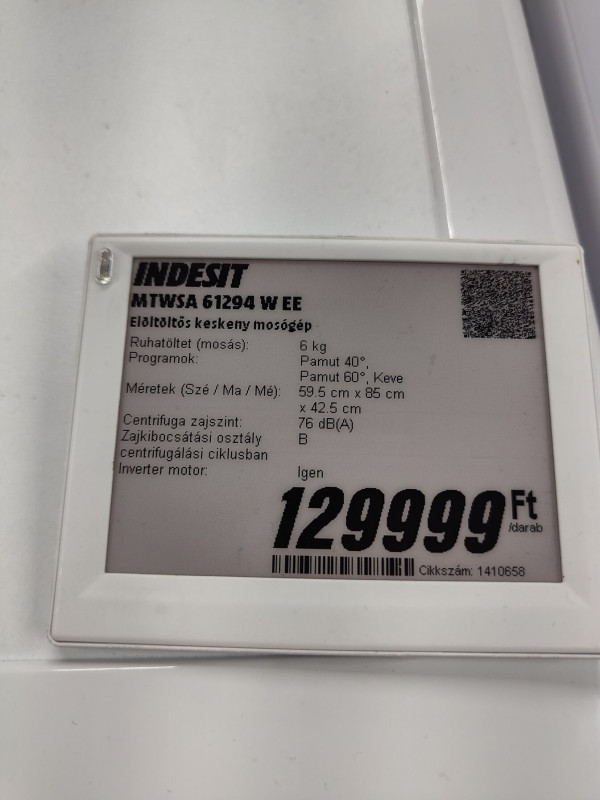 INDESIT
MTWSA 61294 W EE
Elöltöltős keskeny mosógép
Ruhatöltet (mosás): 6 kg
Programok: Pamut 40°,
Pamut 60°, Keve
Méretek (Szé / Ma / Mé): 59.5 cm x 85 cm
x 42.5 cm
Centrifuga zajszint: 76 dB(A)
Zajkibocsátási osztály B
centrifugálási ciklusban
Inverter motor: Igen
129999 Ft
/darab
Cikkszám: 1410658